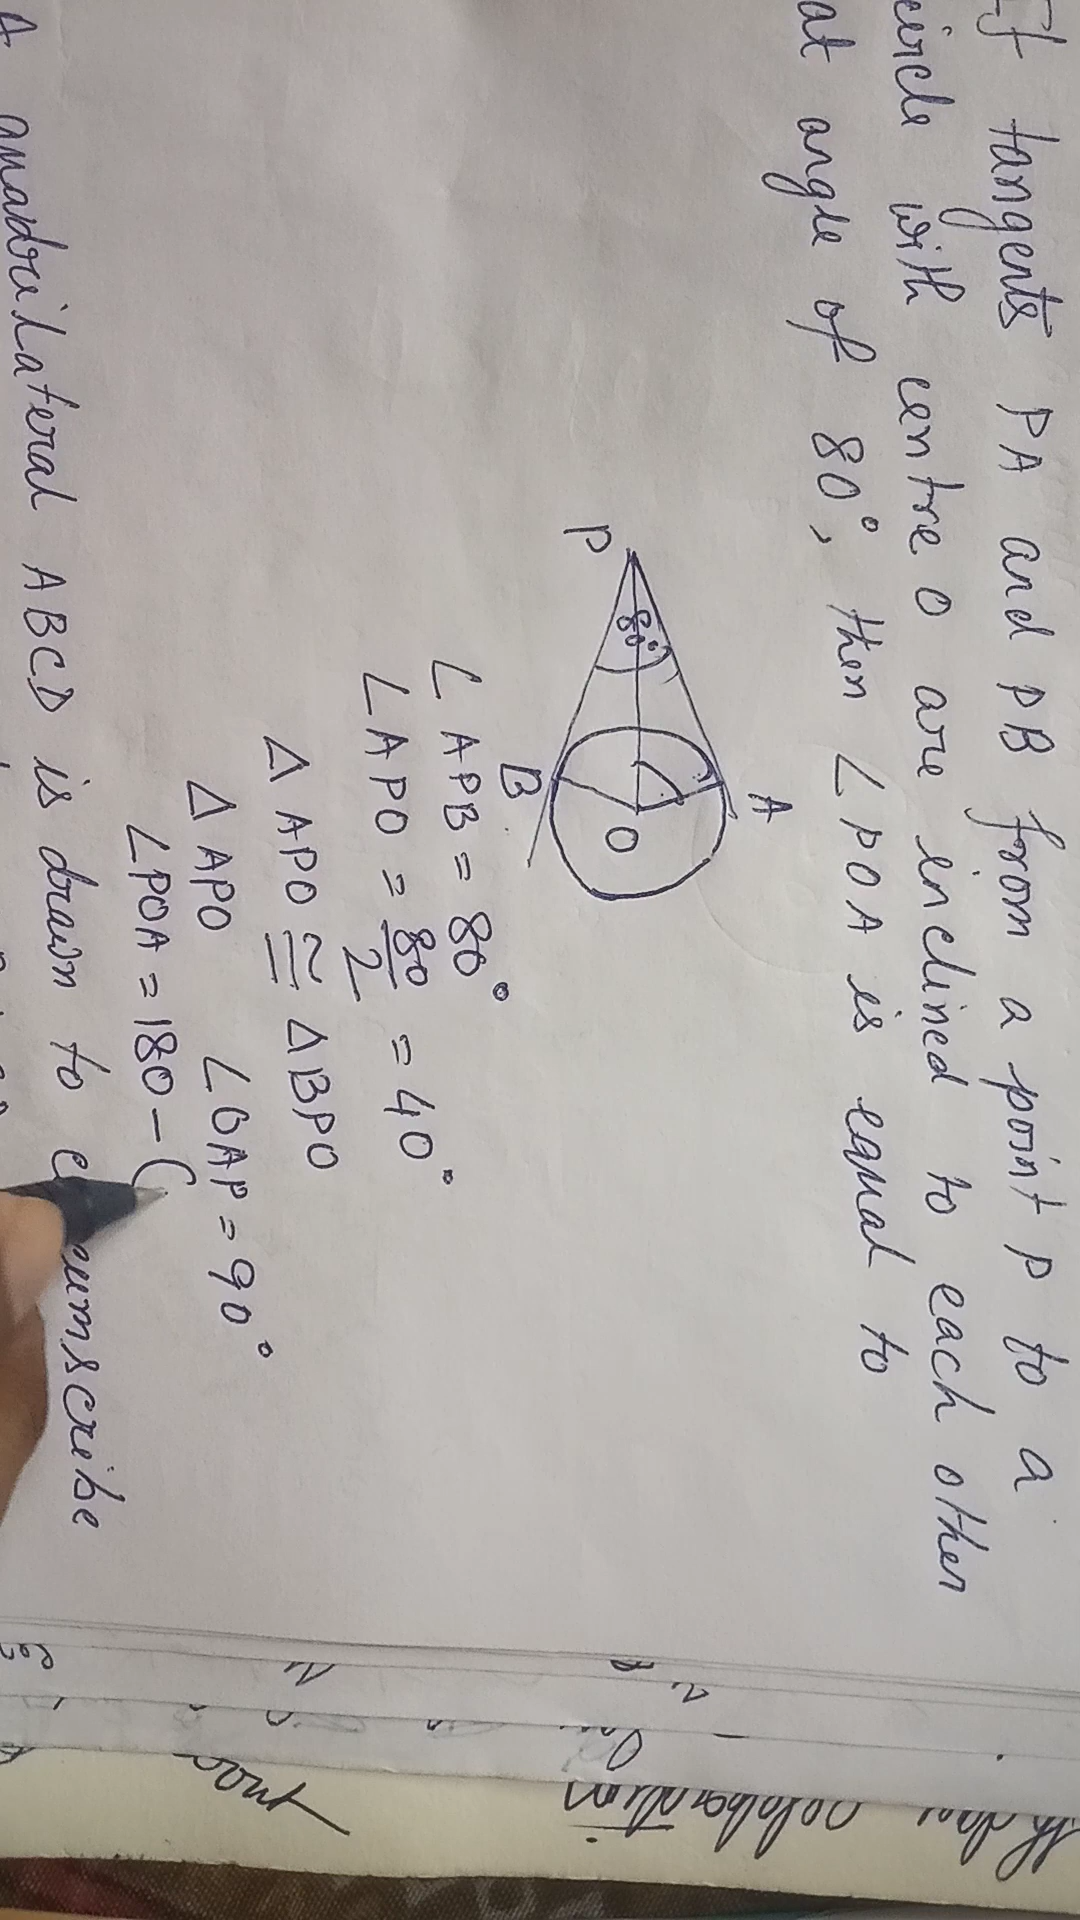 If tangents PA and PB from a point P to a
circle with centre O are inclined to each other
at angle of 80°, then ∠POA is equal to
P
80°
A
B
O
∠APB = 80°
∠APO = 80/2 = 40°
△APO ≅ △BPO
△APO ∠OAP = 90°
∠POA = 180 - (
A quadrilateral ABCD is drawn to circumscribe